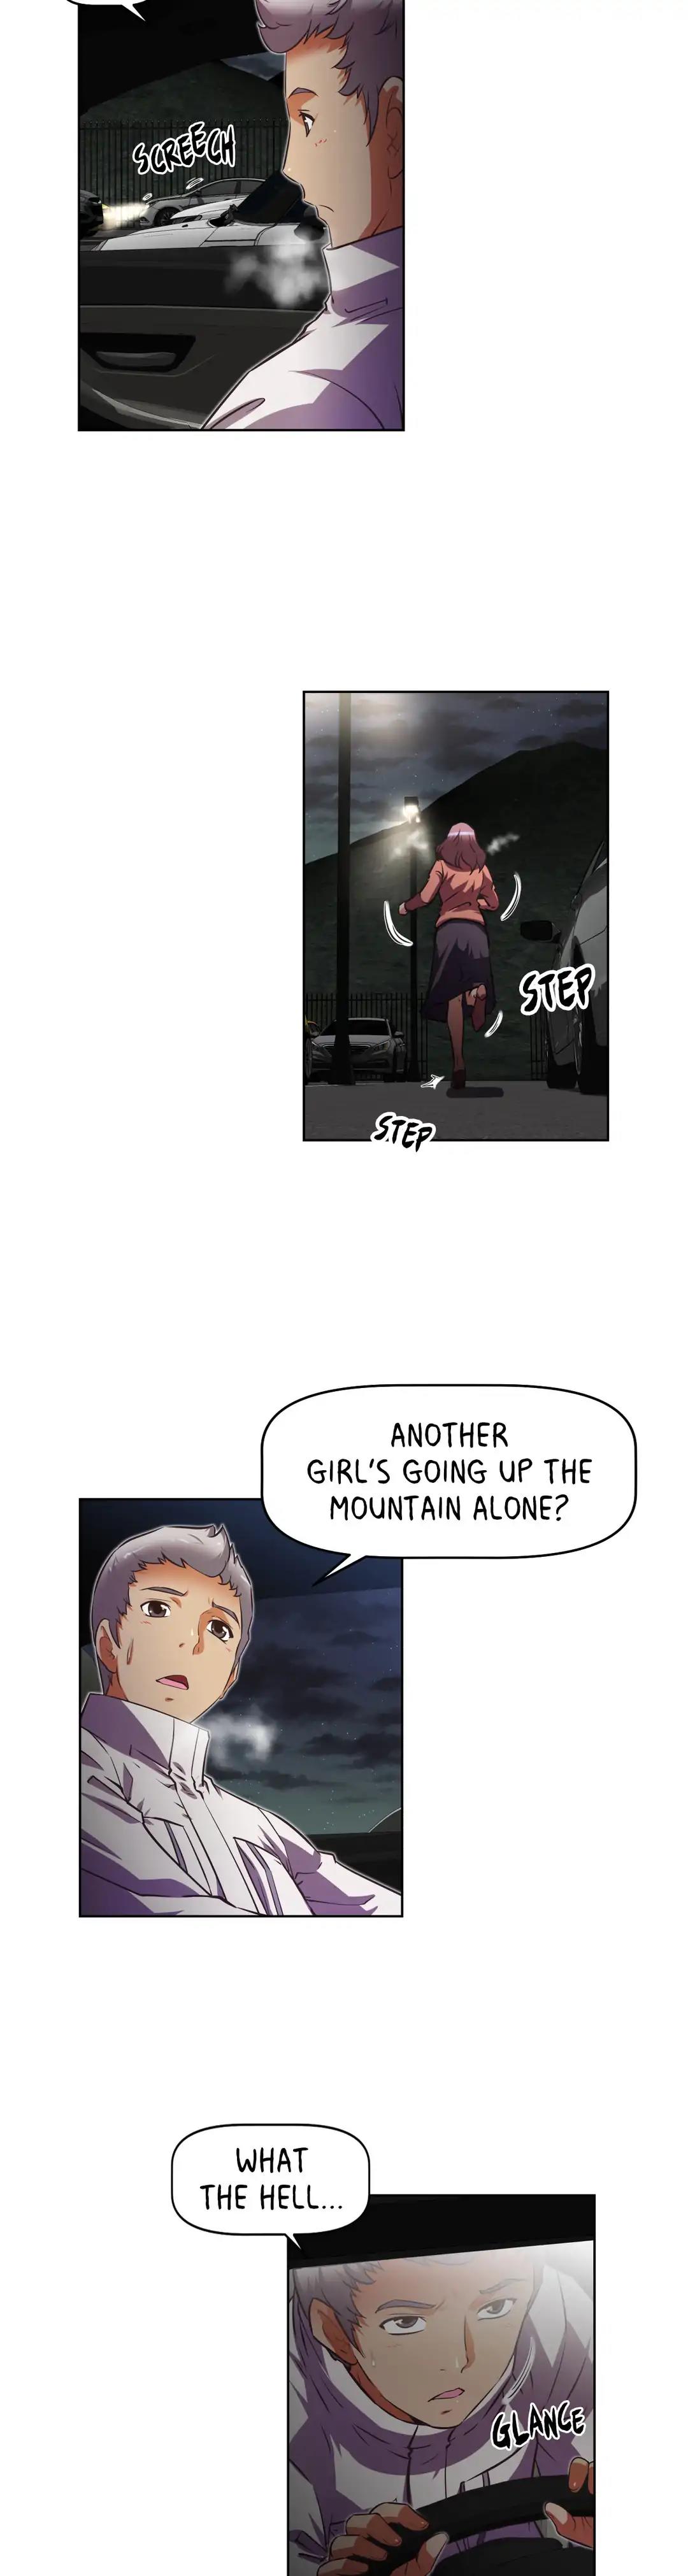 SCREECH
STEP
STEP
ANOTHER
GIRL'S GOING UP THE
MOUNTAIN ALONE?
WHAT
THE HELL...
GLANCE